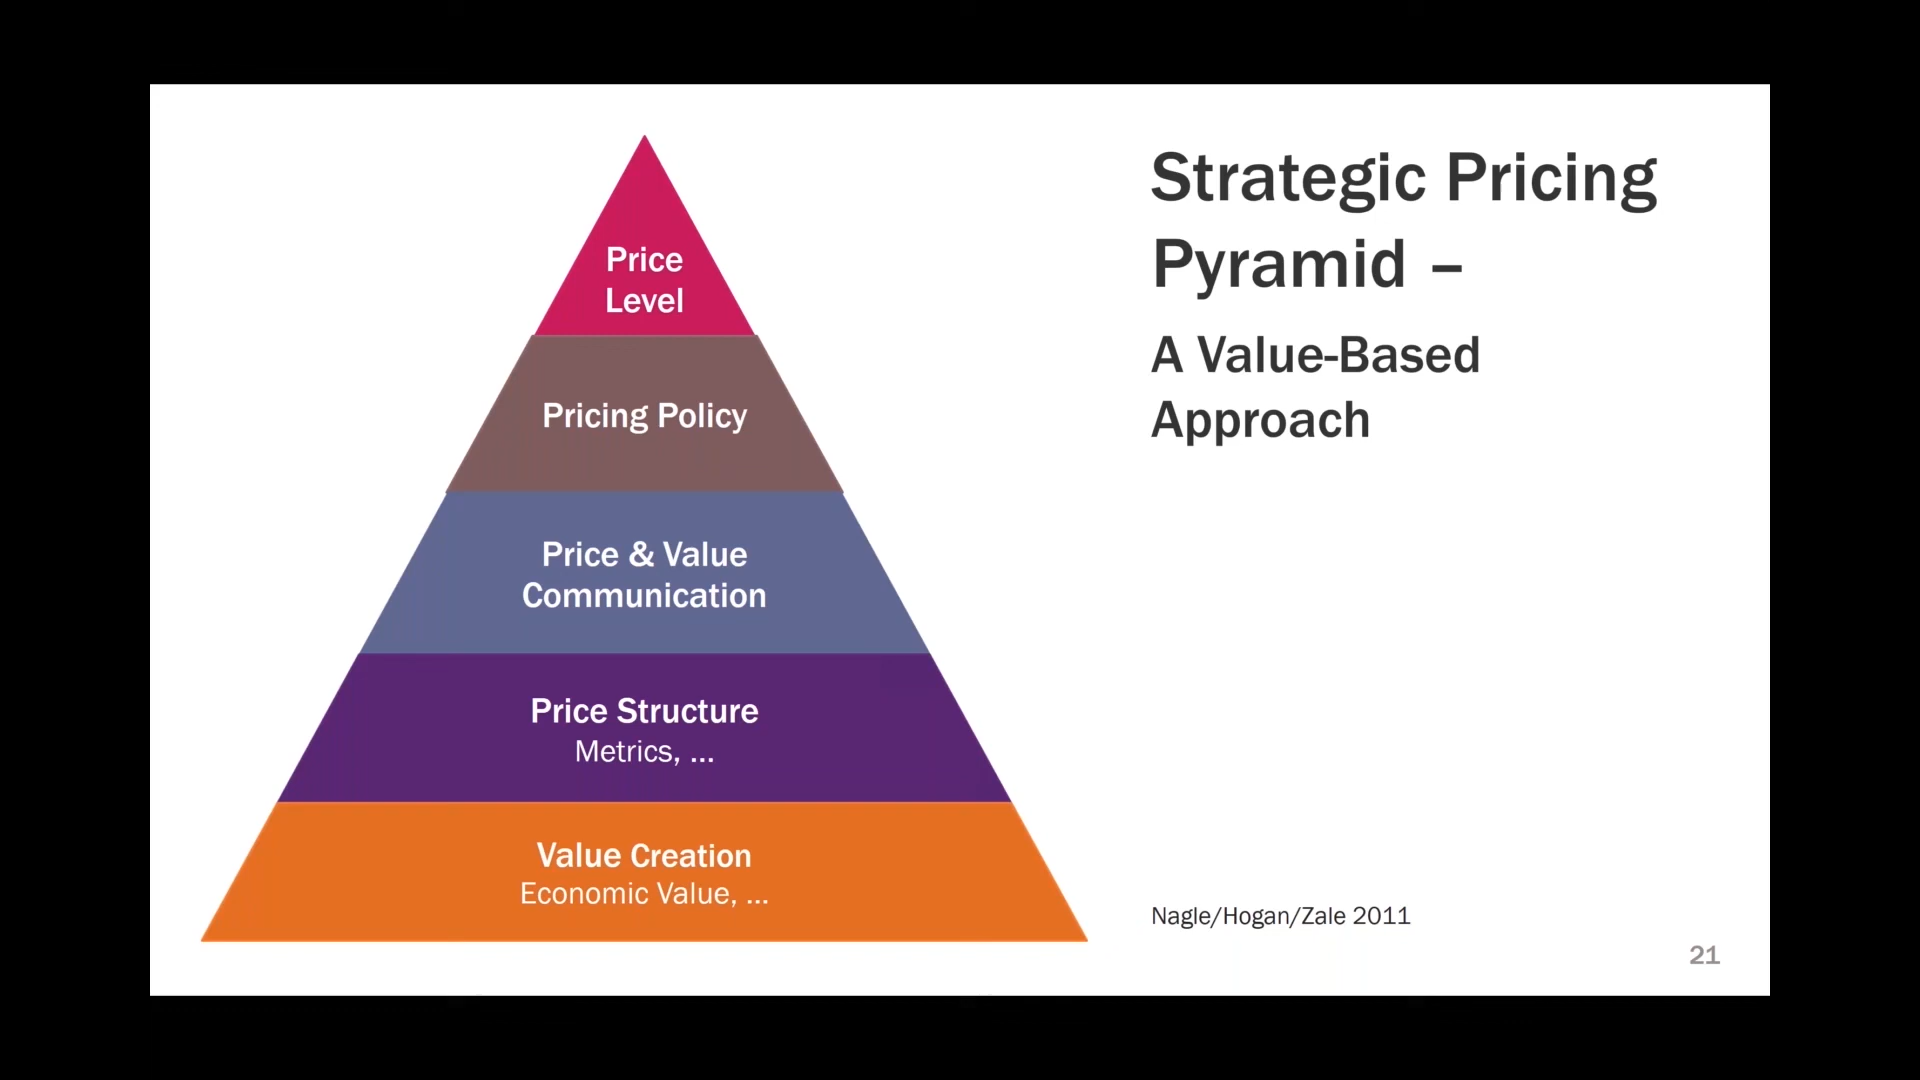 Strategic Pricing
Pyramid –
A Value-Based
Approach
Price
Level
Pricing Policy
Price & Value
Communication
Price Structure
Metrics, ...
Value Creation
Economic Value, ...
Nagle/Hogan/Zale 2011
21